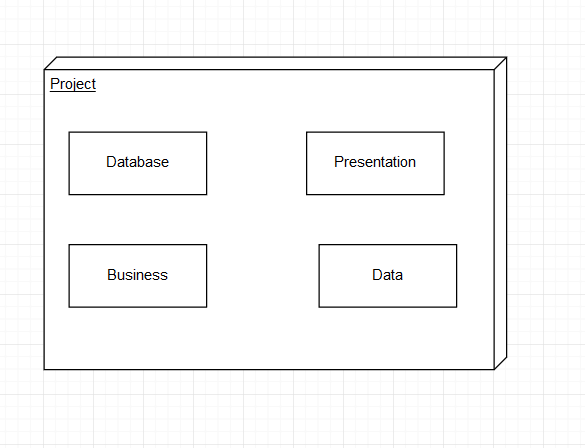 Project
Database
Presentation
Business
Data